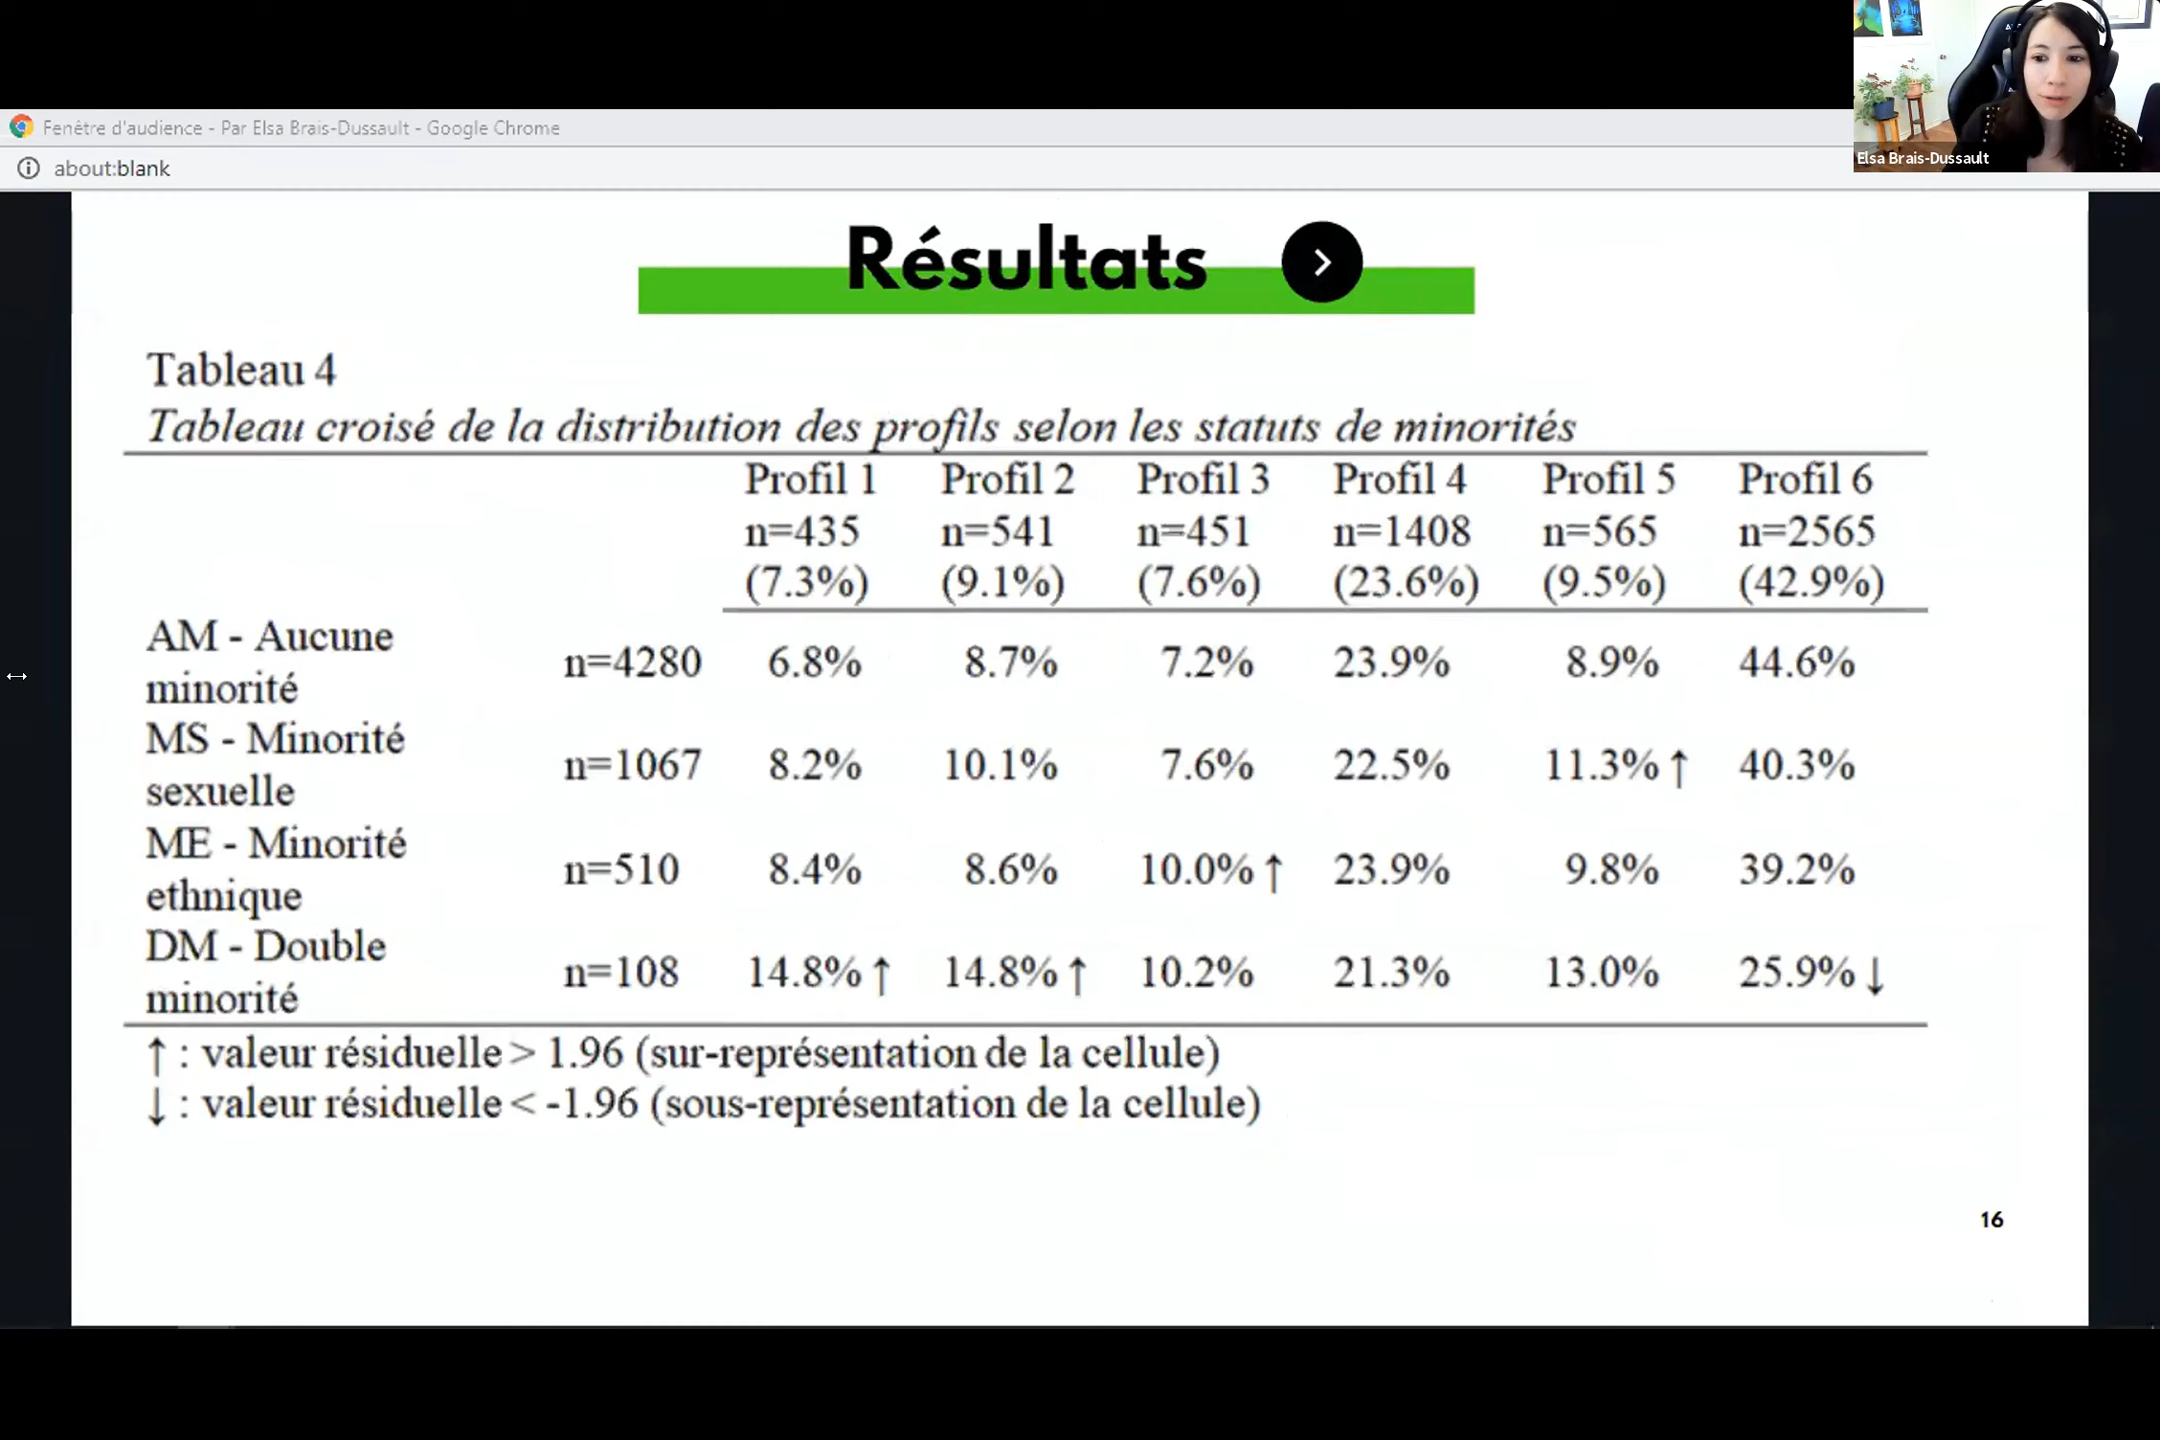 Fenêtre d'audience - Par Elsa Brais-Dussault - Google Chrome
about:blank
Elsa Brais-Dussault
Résultats
Tableau 4
Tableau croisé de la distribution des profils selon les statuts de minorités
Profil 1 Profil 2 Profil 3 Profil 4 Profil 5 Profil 6
n=435 n=541 n=451 n=1408 n=565 n=2565
(7.3%) (9.1%) (7.6%) (23.6%) (9.5%) (42.9%)
AM - Aucune
minorité n=4280 6.8% 8.7% 7.2% 23.9% 8.9% 44.6%
MS - Minorité
sexuelle n=1067 8.2% 10.1% 7.6% 22.5% 11.3% ↑ 40.3%
ME - Minorité
ethnique n=510 8.4% 8.6% 10.0% ↑ 23.9% 9.8% 39.2%
DM - Double
minorité n=108 14.8% ↑ 14.8% ↑ 10.2% 21.3% 13.0% 25.9% ↓
↑ : valeur résiduelle > 1.96 (sur-représentation de la cellule)
↓ : valeur résiduelle < -1.96 (sous-représentation de la cellule)
16